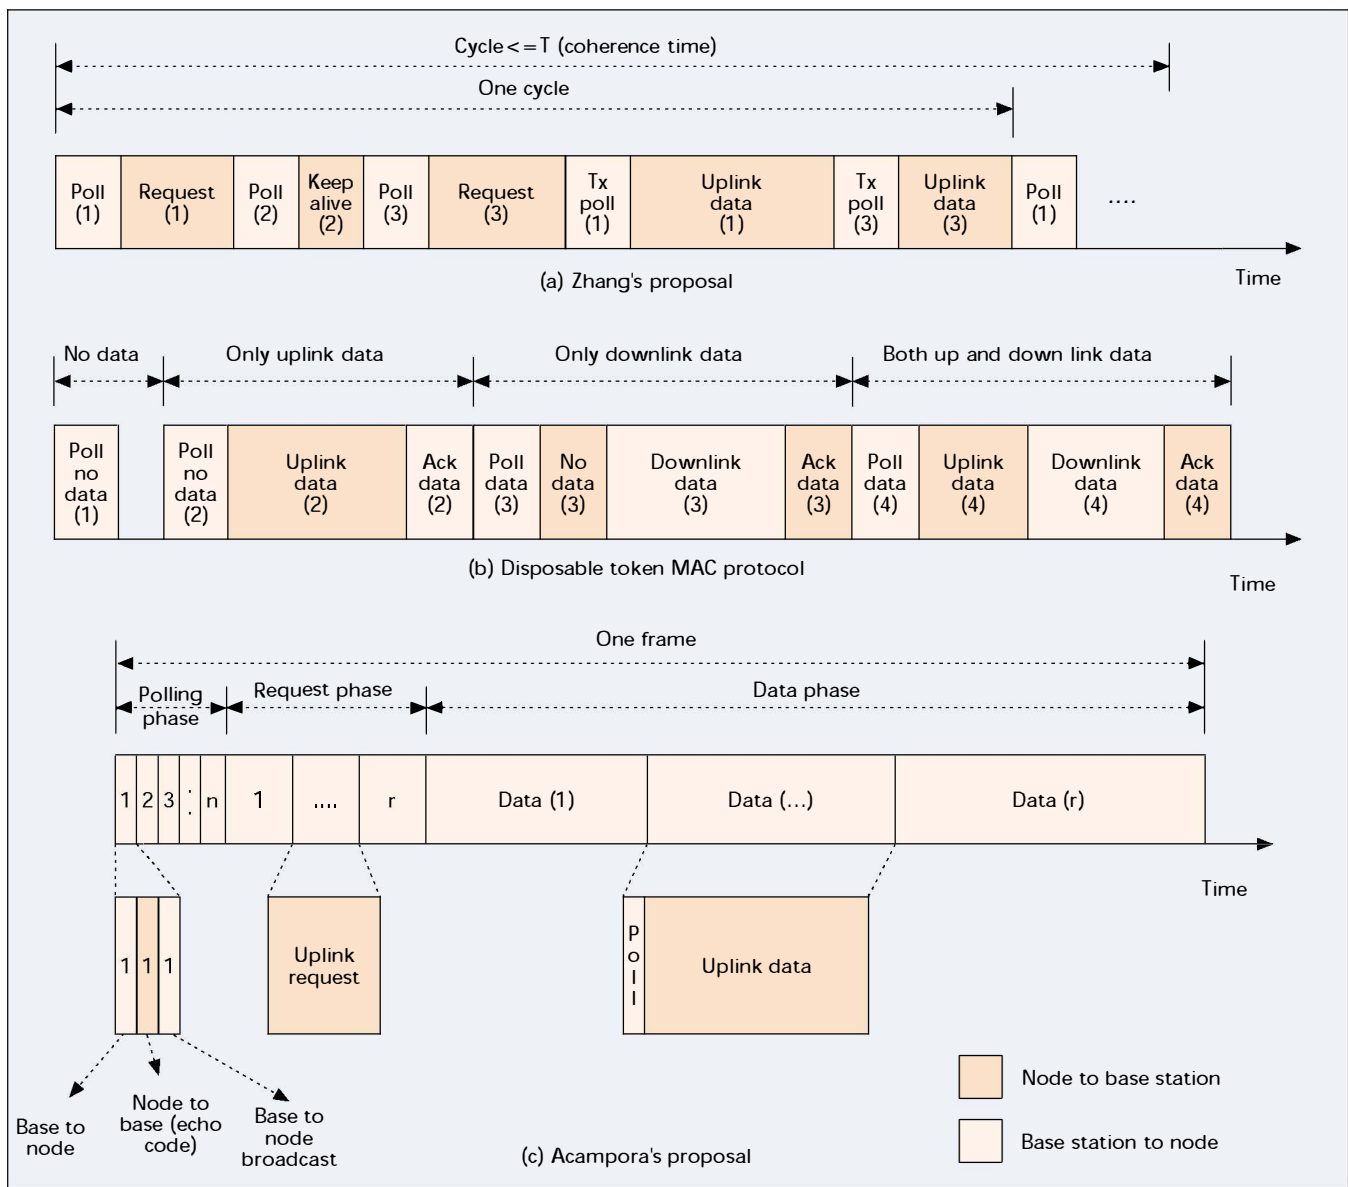 Cycle<=T (coherence time)
One cycle
Poll
(1)
Request
(1)
Poll
(2)
Keep
alive
(2)
Poll
(3)
Request
(3)
Tx
poll
(1)
Uplink
data
(1)
Tx
poll
(3)
Uplink
data
(3)
Poll
(1)
....
Time
(a) Zhang's proposal
No data
Only uplink data
Only downlink data
Both up and down link data
Poll
no
data
(1)
Poll
no
data
(2)
Uplink
data
(2)
Ack
data
(2)
Poll
data
(3)
No
data
(3)
Downlink
data
(3)
Ack
data
(3)
Poll
data
(4)
Uplink
data
(4)
Downlink
data
(4)
Ack
data
(4)
Time
(b) Disposable token MAC protocol
One frame
Polling
phase
Request phase
Data phase
1
2
3
:
n
1
....
r
Data (1)
Data (...)
Data (r)
Time
1
1
1
Uplink
request
P
o
l
l
Uplink data
Base to
node
Node to
base (echo
code)
Base to
node
broadcast
Node to base station
Base station to node
(c) Acampora's proposal